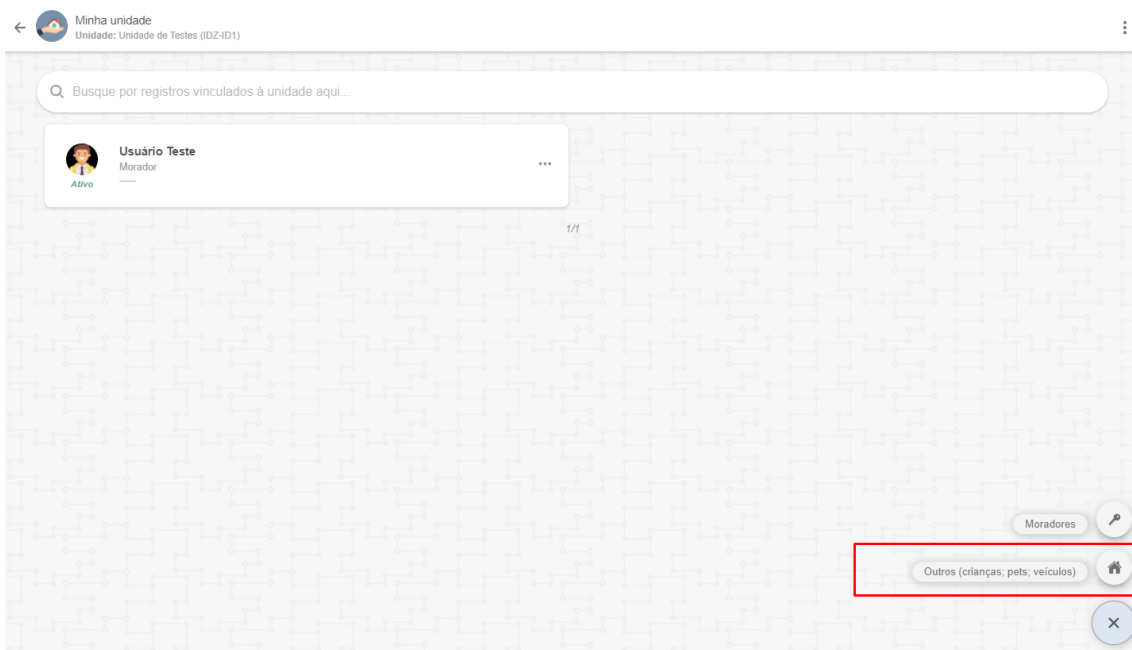 Minha unidade
Unidade: Unidade de Testes (IDZ-ID1)
Busque por registros vinculados à unidade aqui...
Usuário Teste
Morador
Ativo
1/1
Moradores
Outros (crianças; pets; veículos)